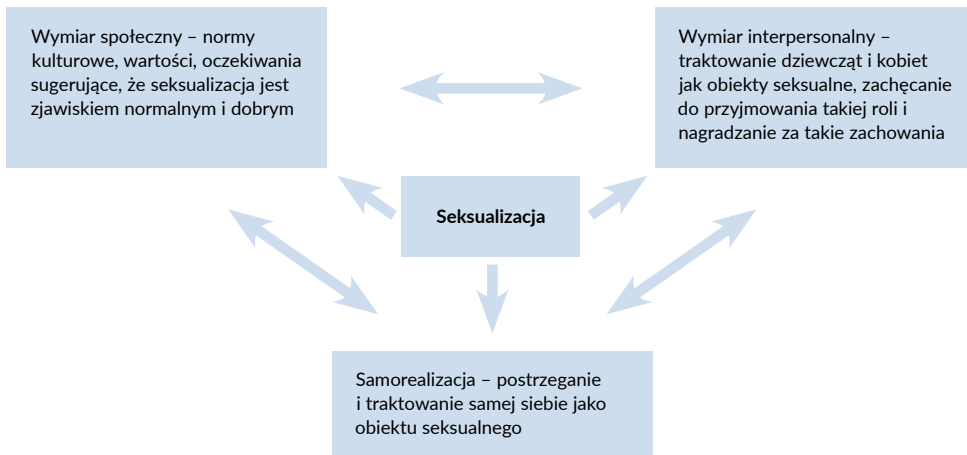 Wymiar społeczny – normy
kulturowe, wartości, oczekiwania
sugerujące, że seksualizacja jest
zjawiskiem normalnym i dobrym
Wymiar interpersonalny –
traktowanie dziewcząt i kobiet
jak obiekty seksualne, zachęcanie
do przyjmowania takiej roli i
nagradzanie za takie zachowania
Seksualizacja
Samorealizacja – postrzeganie
i traktowanie samej siebie jako
obiektu seksualnego